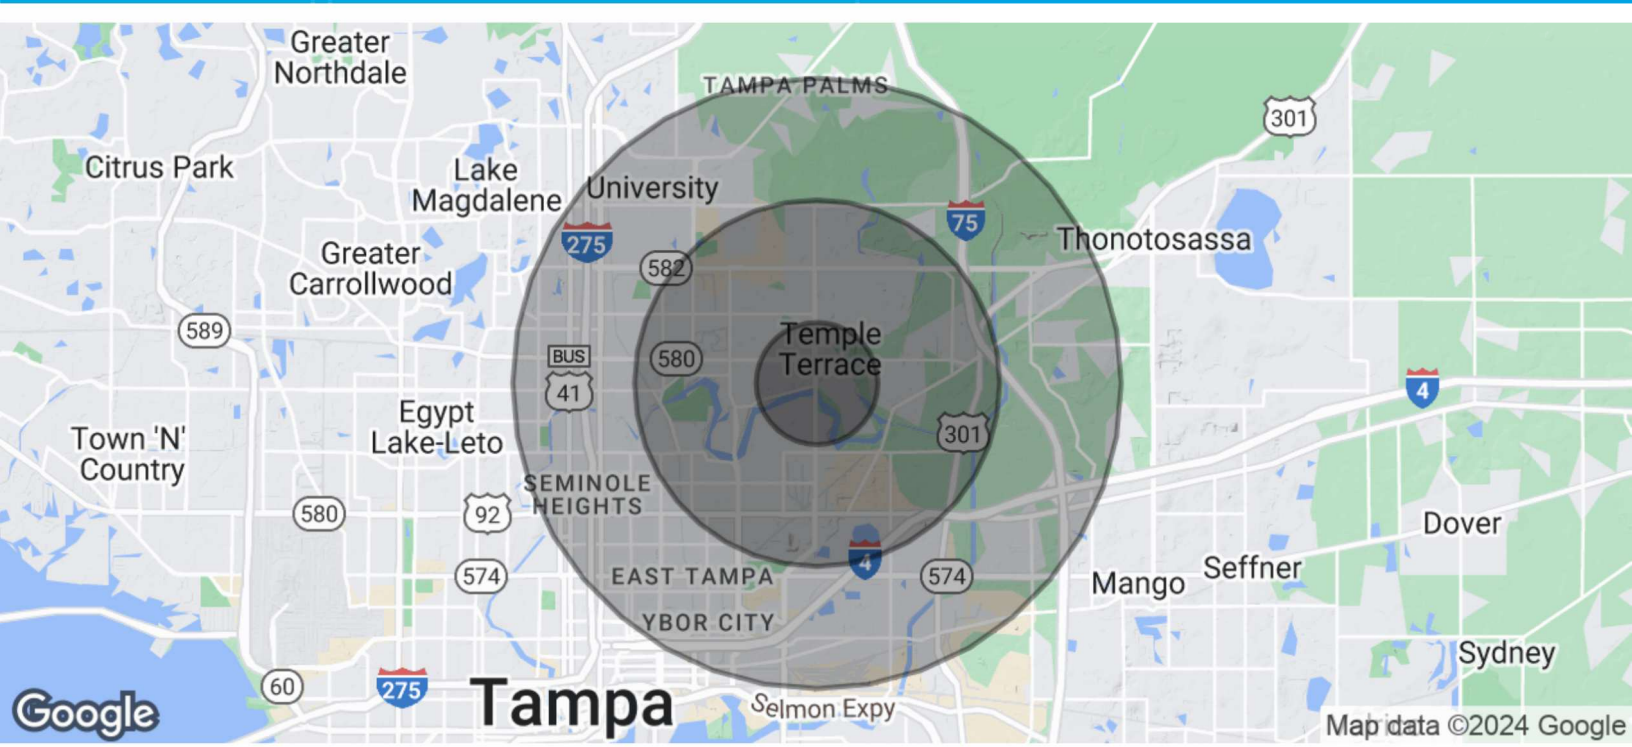 Greater
Northdale
TAMPA PALMS
301
Citrus Park
Lake
Magdalene
University
275
75
Thonotosassa
Greater
Carrollwood
582
589
Temple
Terrace
BUS
41
580
4
Egypt
Lake-Leto
301
Town 'N'
Country
SEMINOLE
HEIGHTS
580
92
Dover
4
574
EAST TAMPA
574
Mango
Seffner
YBOR CITY
Sydney
60
275
Tampa
Selmon Expy
Google
Map data ©2024 Google